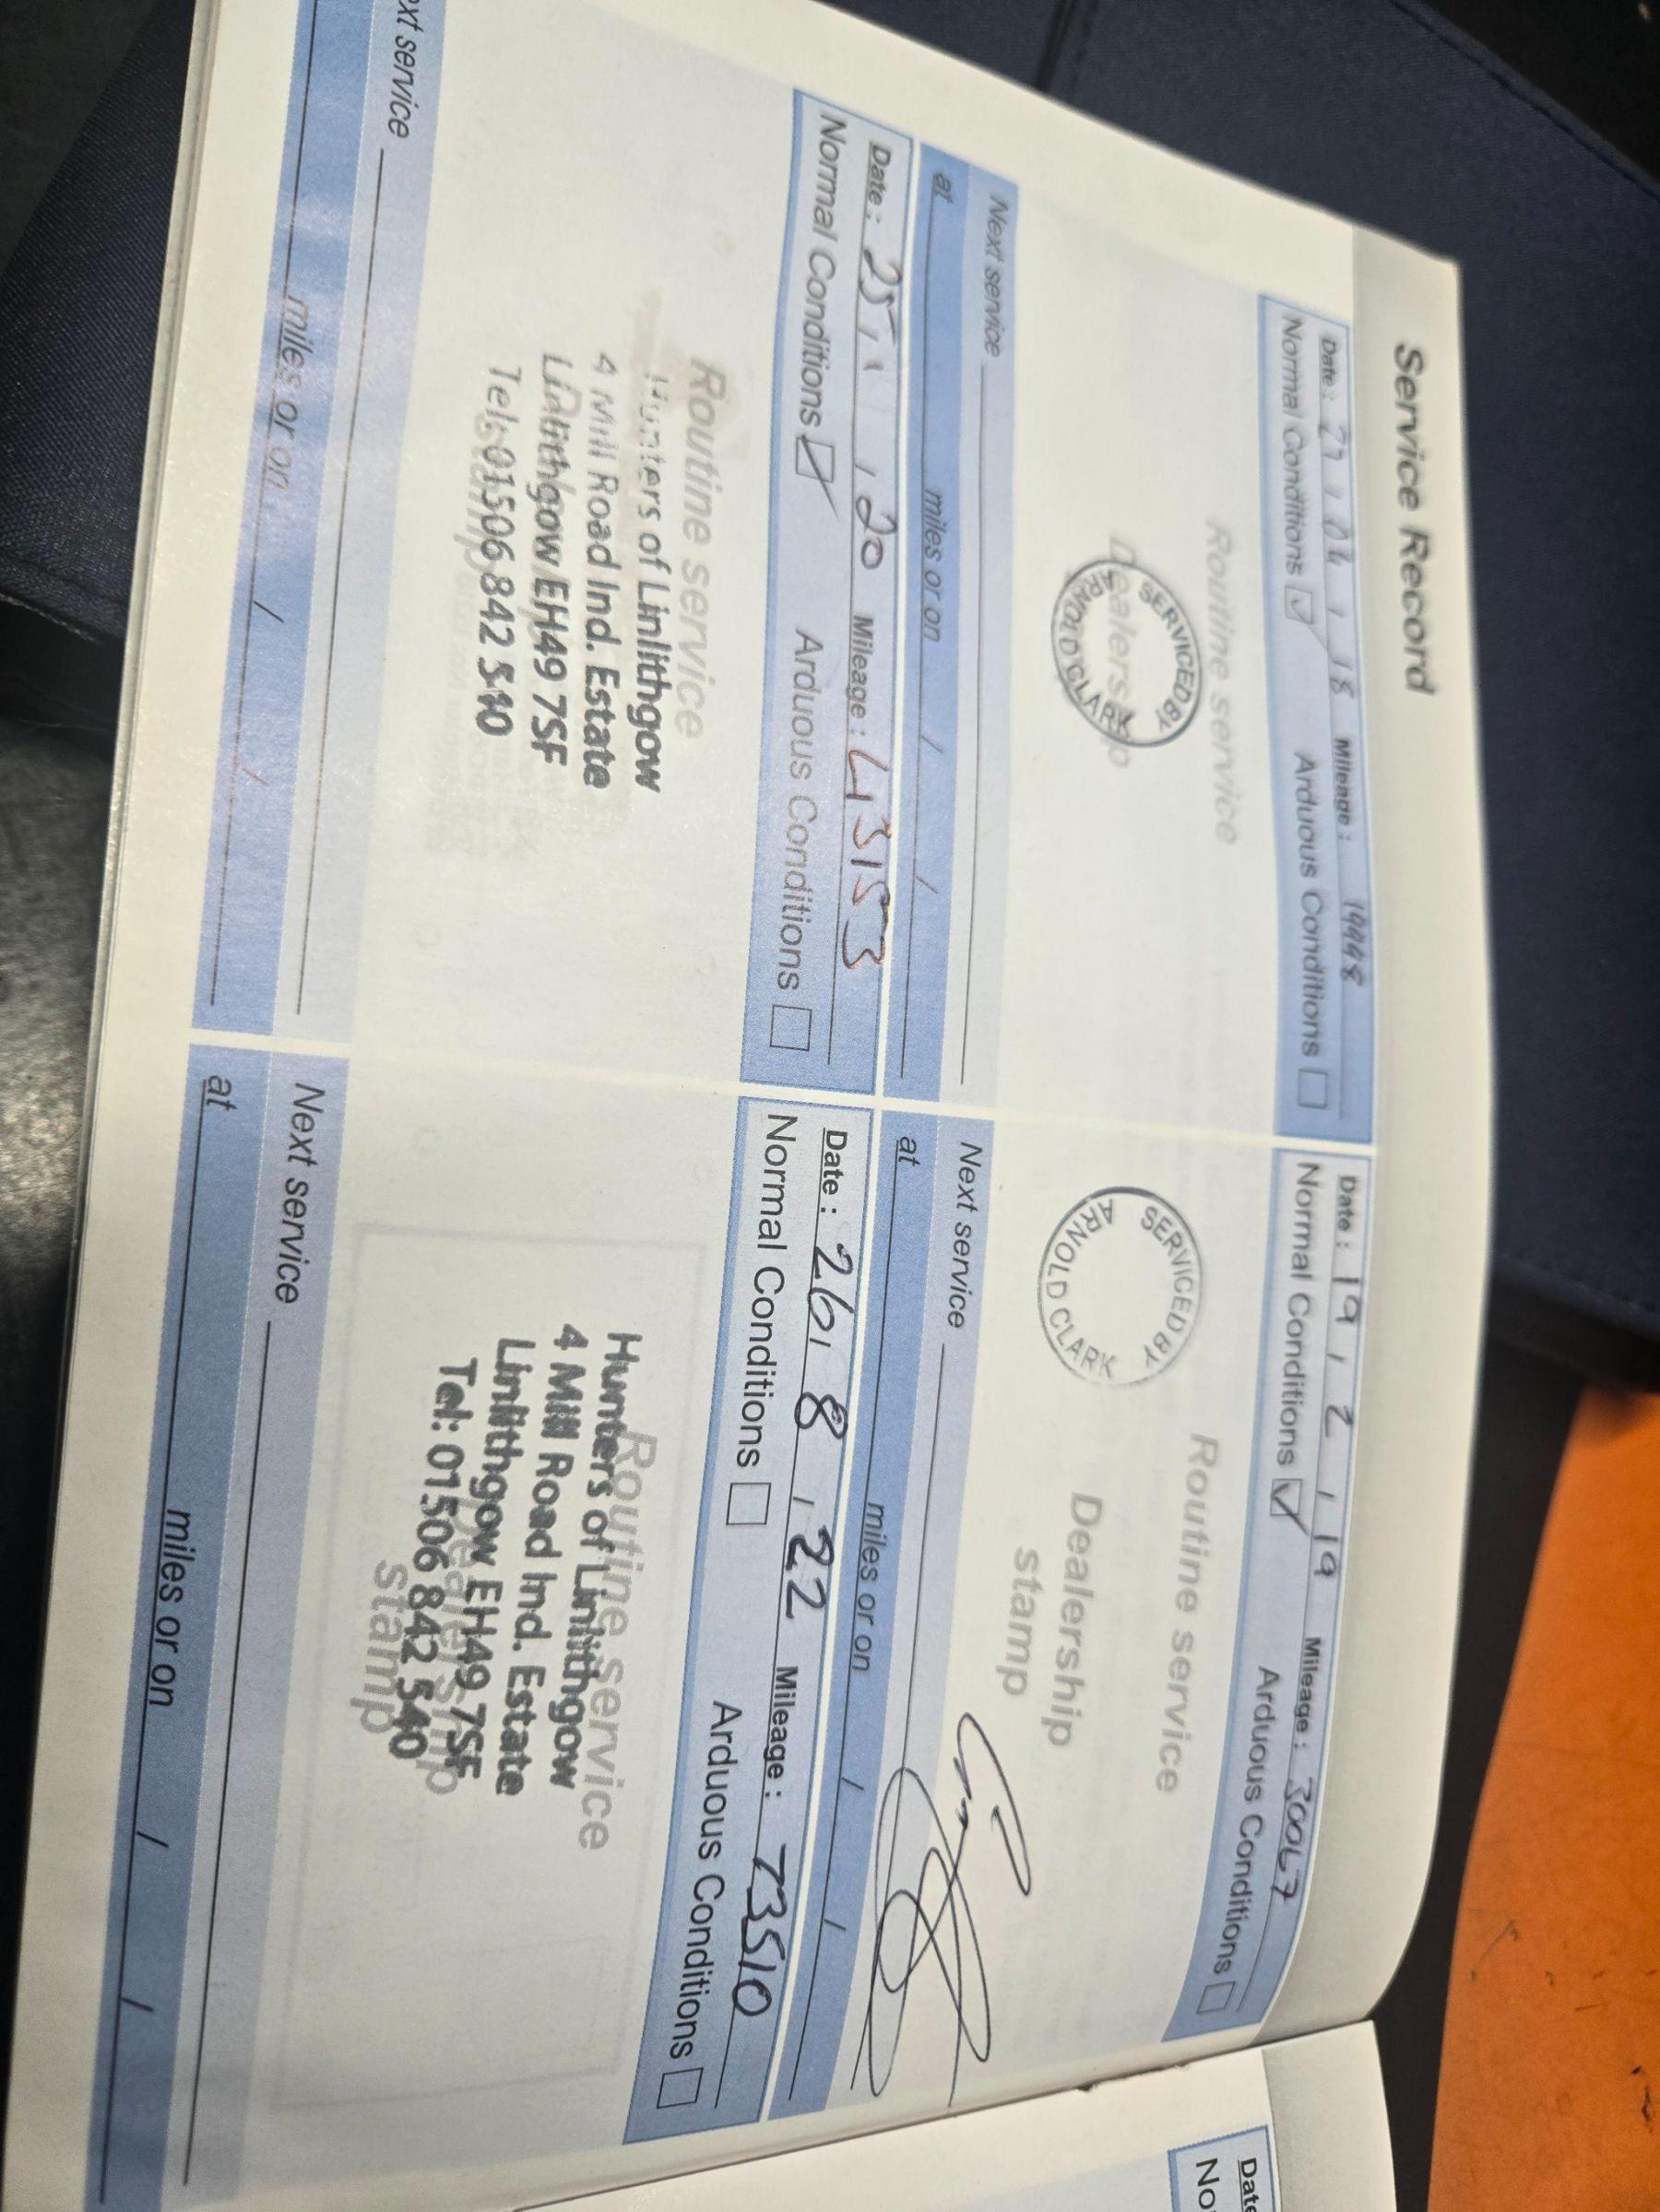 Service Record
Date: 27 / 04 / 18 Mileage: 19998
Normal Conditions ☑ Arduous Conditions ☐
Routine service
Dealership
SERVICED BY
ARNOLD CLARK
Next service
at miles or on / /
Date: 19 / 2 / 19 Mileage: 30067
Normal Conditions ☑ Arduous Conditions ☐
Routine service
Dealership
stamp
SERVICED BY
ARNOLD CLARK
Next service
at miles or on / /
Date: 25 / 1 / 20 Mileage: 43153
Normal Conditions ☑ Arduous Conditions ☐
Routine service
Hunters of Linlithgow
4 Mill Road Ind. Estate
Linlithgow EH49 7SF
Tel: 01506 842 540
Next service
miles or on / /
Date: 26 / 8 / 22 Mileage: 73510
Normal Conditions ☐ Arduous Conditions ☐
Routine service
Dealership
stamp
Hunters of Linlithgow
4 Mill Road Ind. Estate
Linlithgow EH49 7SF
Tel: 01506 842 540
Next service
at miles or on / /
Date
No